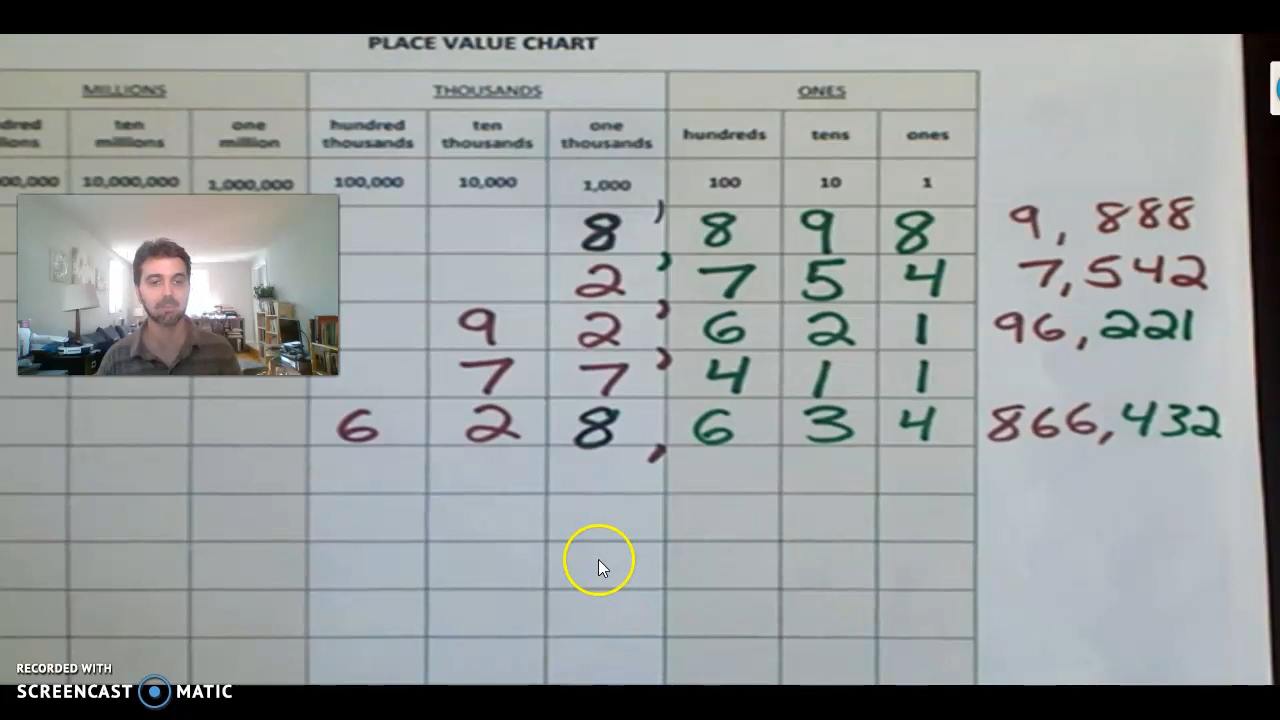 PLACE VALUE CHART
MILLIONS THOUSANDS ONES
ten millions one million hundred thousands ten thousands one thousands hundreds tens ones
10,000,000 1,000,000 100,000 10,000 1,000 100 10 1
8, 8 9 8 9, 888
2, 7 5 4 7,542
9 2, 6 2 1 96,221
7 7, 4 1 1
6 2 8, 6 3 4 866,432
RECORDED WITH
SCREENCAST MATIC